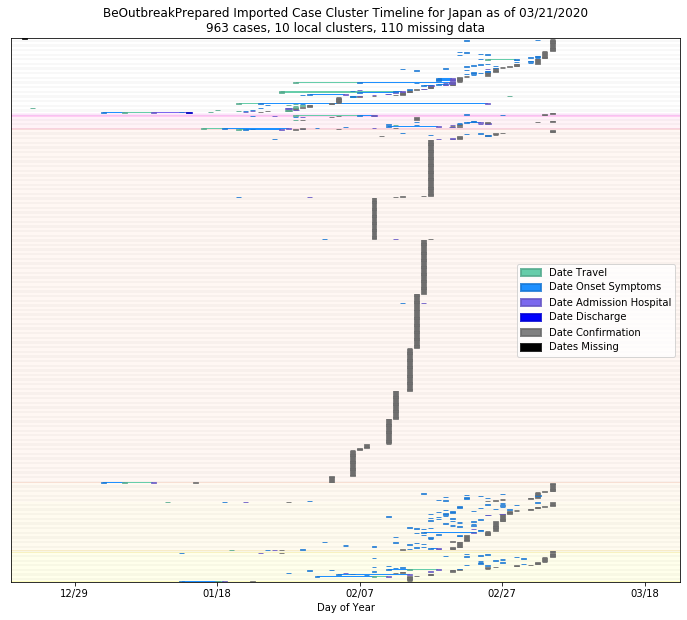 BeOutbreakPrepared Imported Case Cluster Timeline for Japan as of 03/21/2020
963 cases, 10 local clusters, 110 missing data
Date Travel
Date Onset Symptoms
Date Admission Hospital
Date Discharge
Date Confirmation
Dates Missing
12/29 01/18 02/07 02/27 03/18
Day of Year